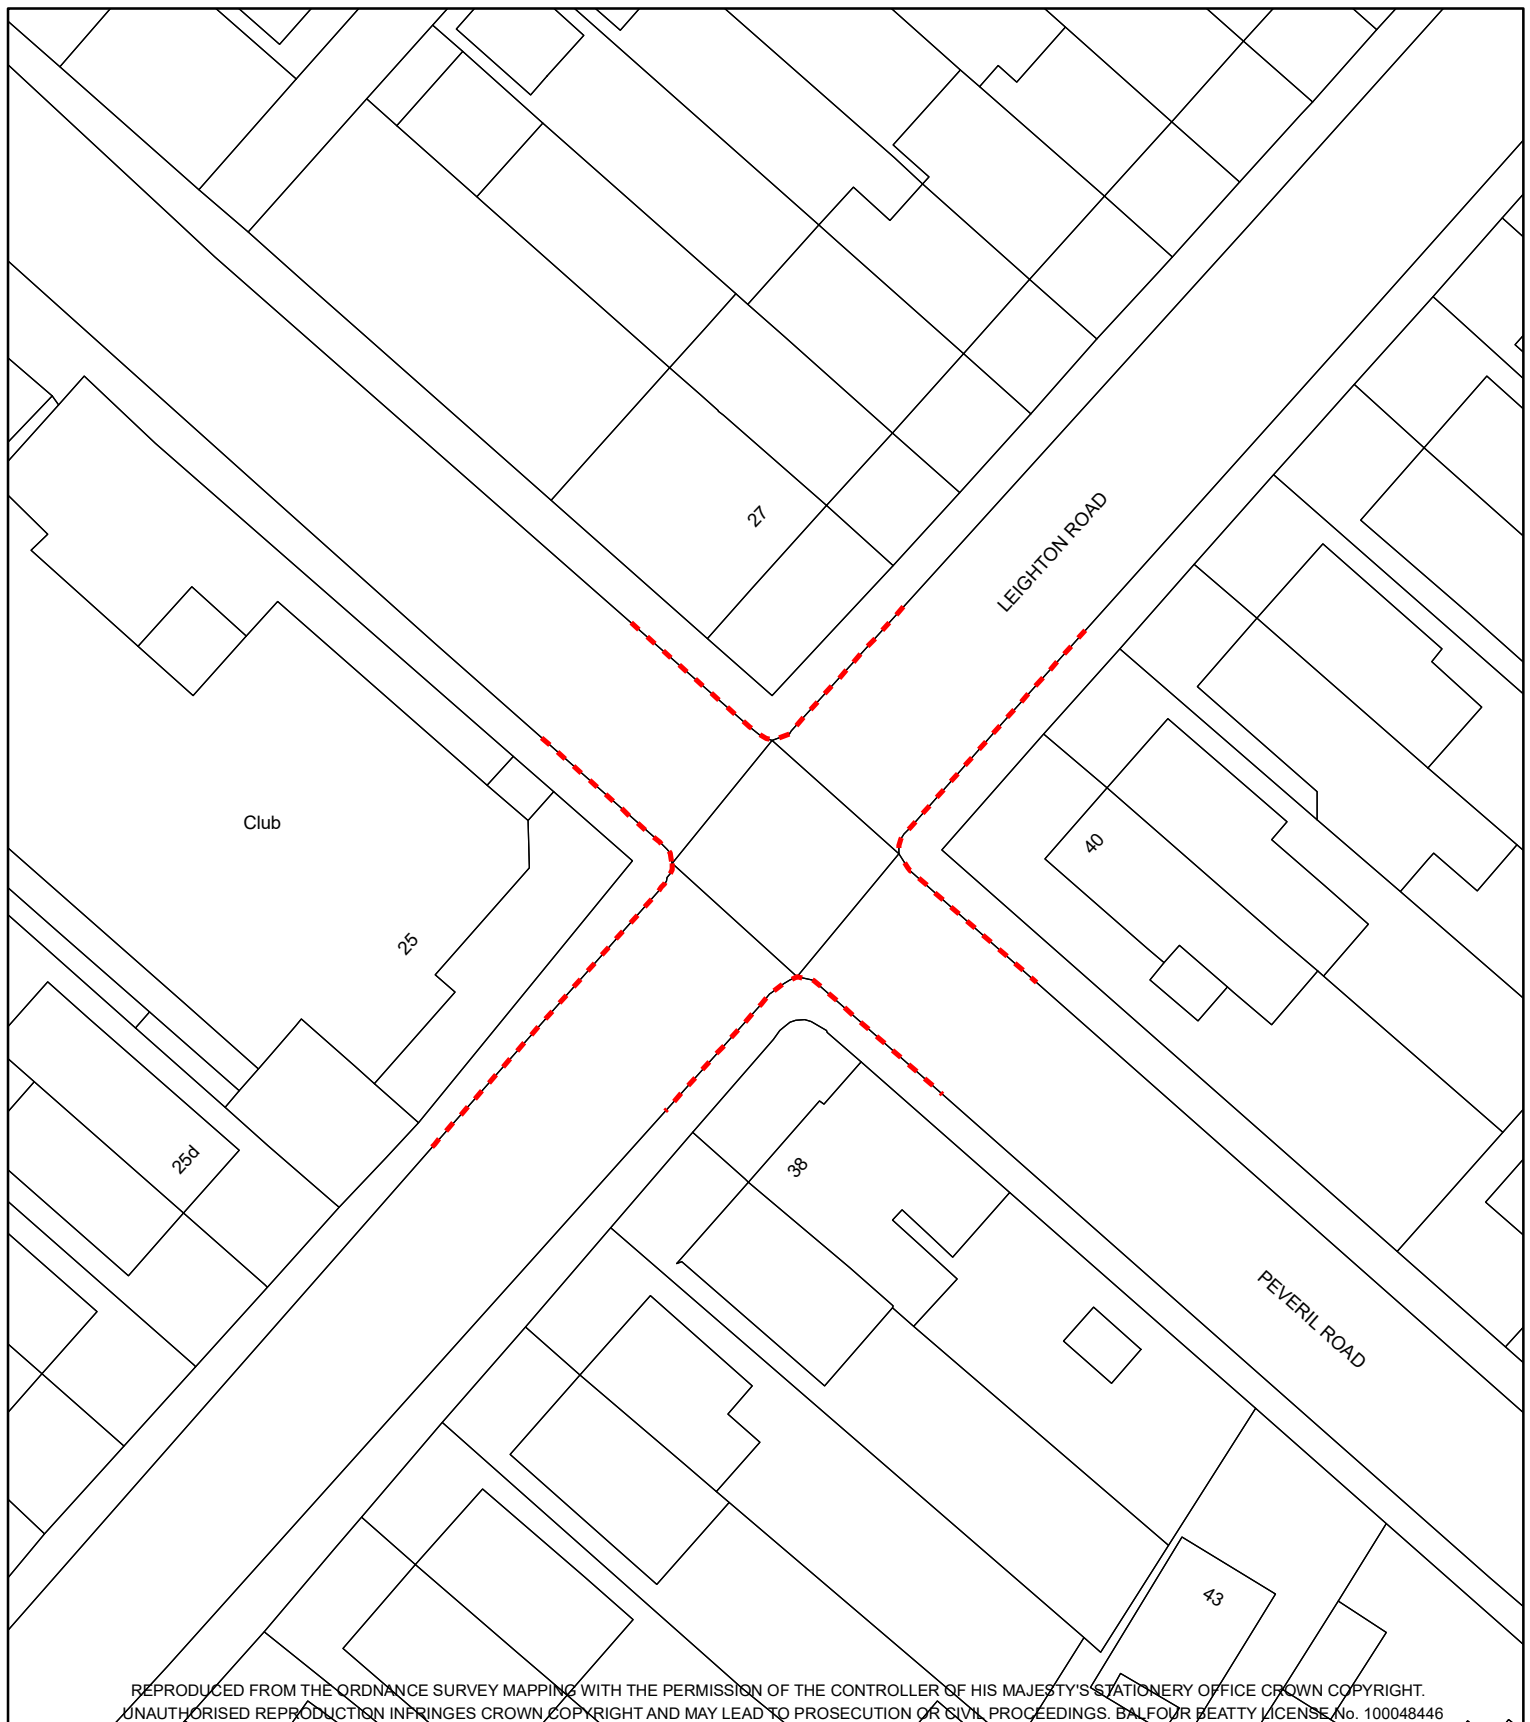 27
LEIGHTON ROAD
Club
40
25
25d
38
PEVERIL ROAD
43
REPRODUCED FROM THE ORDNANCE SURVEY MAPPING WITH THE PERMISSION OF THE CONTROLLER OF HIS MAJESTY'S STATIONERY OFFICE CROWN COPYRIGHT.
UNAUTHORISED REPRODUCTION INFRINGES CROWN COPYRIGHT AND MAY LEAD TO PROSECUTION OR CIVIL PROCEEDINGS. BALFOUR BEATTY LICENSE No. 100048446